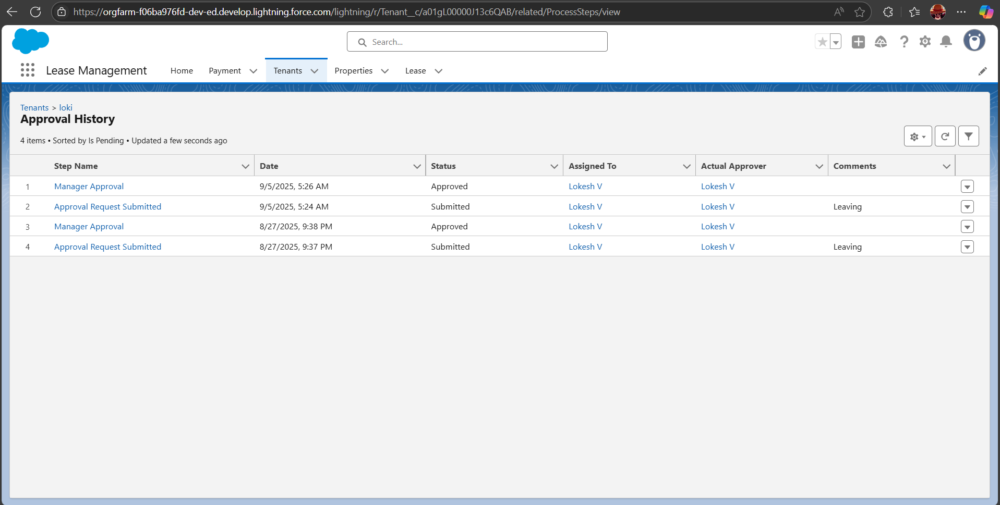 https://orgfarm-f06ba976fd-dev-ed.develop.lightning.force.com/lightning/r/Tenant__c/a01gL00000J13c6QAB/related/ProcessSteps/view
Search...
Lease Management Home Payment Tenants Properties Lease
Tenants > loki
Approval History
4 items • Sorted by Is Pending • Updated a few seconds ago
Step Name Date Status Assigned To Actual Approver Comments
1 Manager Approval 9/5/2025, 5:26 AM Approved Lokesh V Lokesh V
2 Approval Request Submitted 9/5/2025, 5:24 AM Submitted Lokesh V Lokesh V Leaving
3 Manager Approval 8/27/2025, 9:38 PM Approved Lokesh V Lokesh V
4 Approval Request Submitted 8/27/2025, 9:37 PM Submitted Lokesh V Lokesh V Leaving